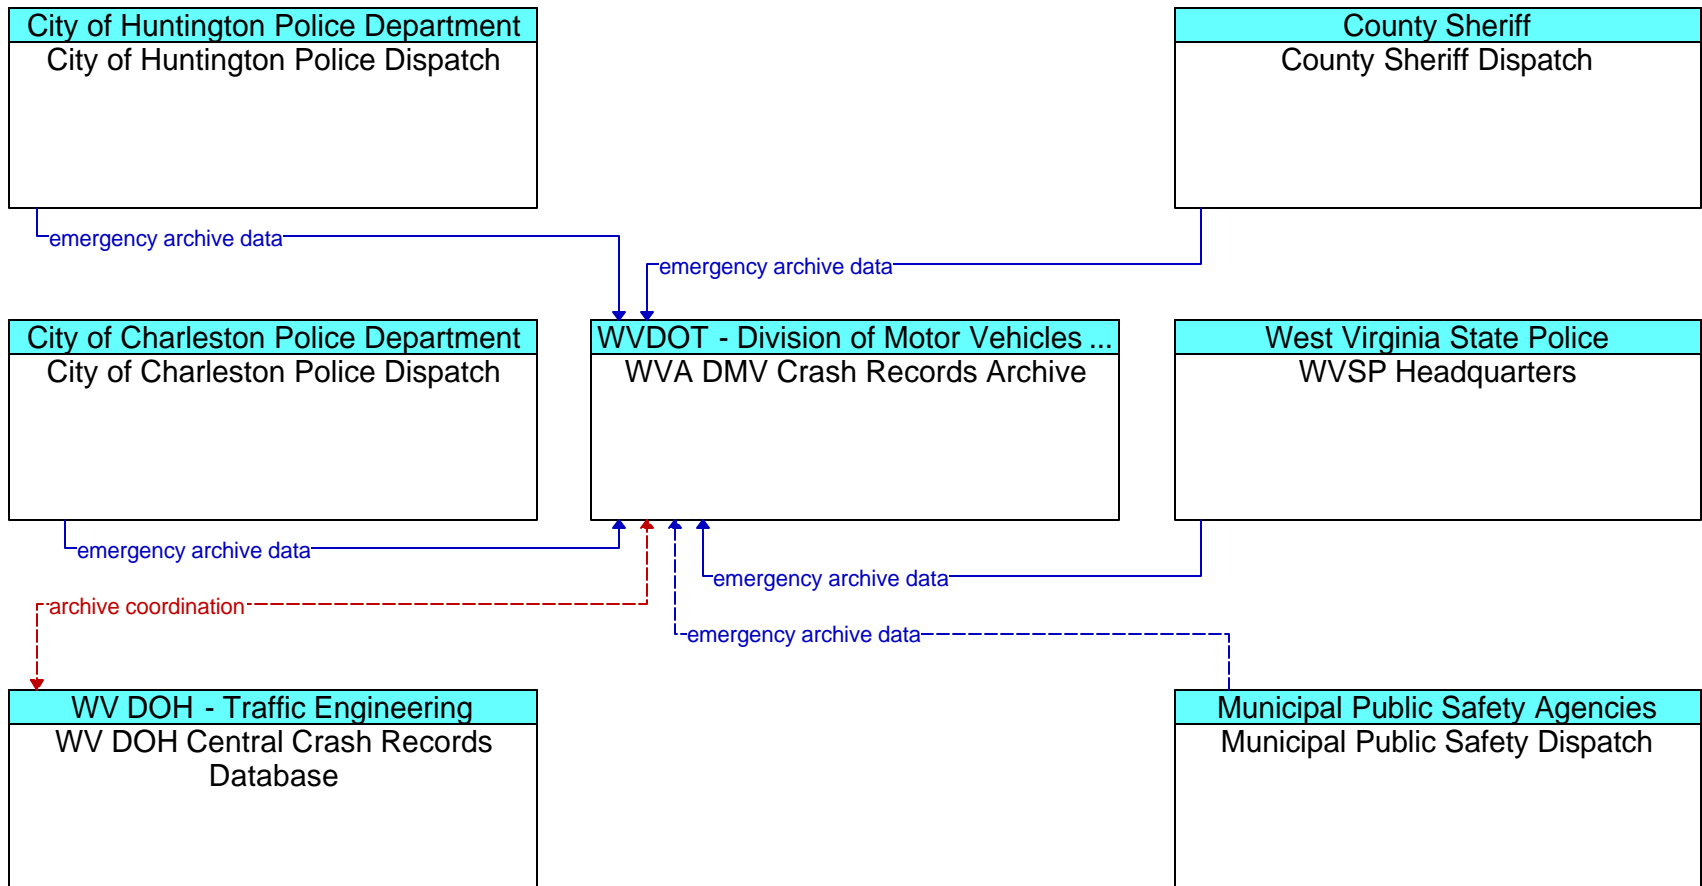 City of Huntington Police Department
City of Huntington Police Dispatch
County Sheriff
County Sheriff Dispatch
emergency archive data
emergency archive data
City of Charleston Police Department
City of Charleston Police Dispatch
WVDOT - Division of Motor Vehicles ...
WVA DMV Crash Records Archive
West Virginia State Police
WVSP Headquarters
emergency archive data
emergency archive data
archive coordination
emergency archive data
WV DOH - Traffic Engineering
WV DOH Central Crash Records
Database
Municipal Public Safety Agencies
Municipal Public Safety Dispatch